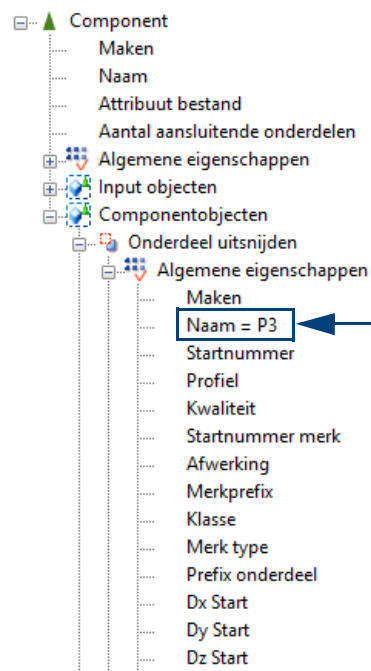 Component
Maken
Naam
Attribuut bestand
Aantal aansluitende onderdelen
Algemene eigenschappen
Input objecten
Componentobjecten
Onderdeel uitsnijden
Algemene eigenschappen
Maken
Naam = P3
Startnummer
Profiel
Kwaliteit
Startnummer merk
Afwerking
Merkprefix
Klasse
Merk type
Prefix onderdeel
Dx Start
Dy Start
Dz Start